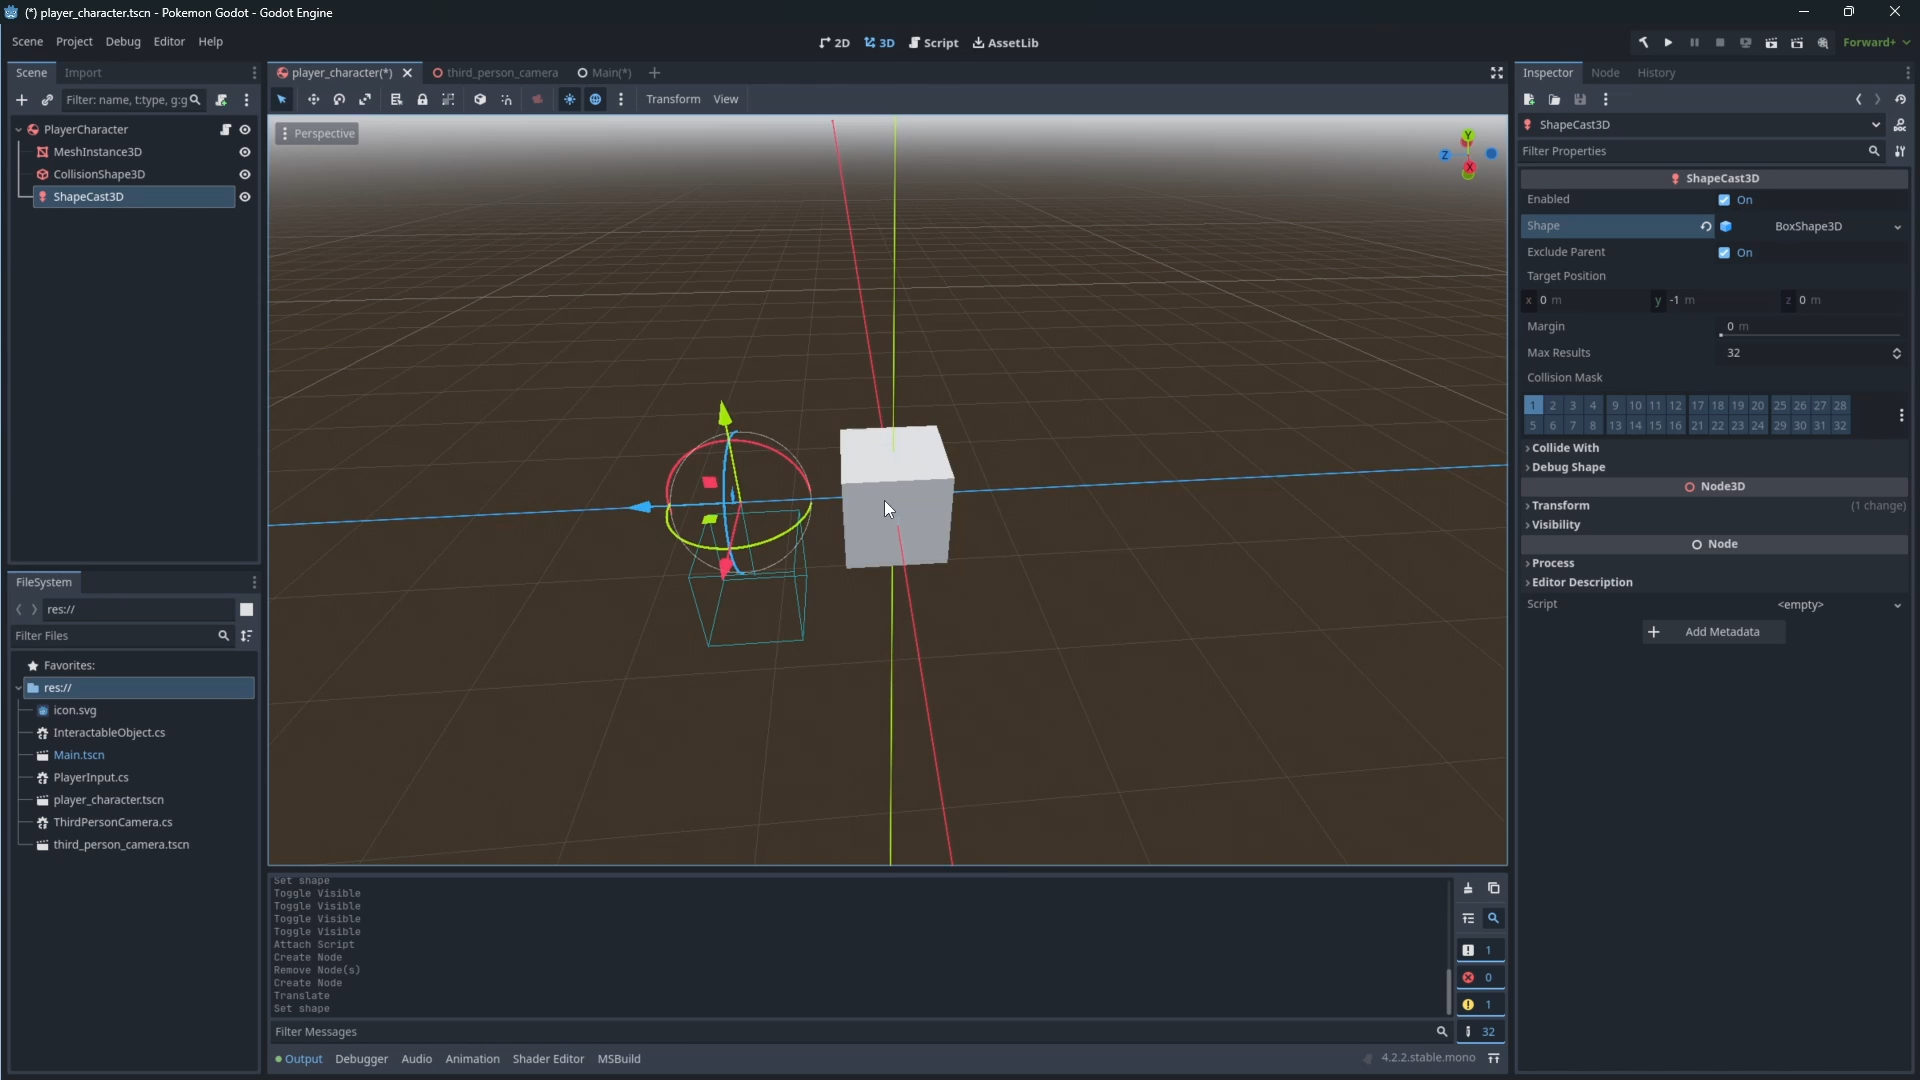 (*) player_character.tscn - Pokemon Godot - Godot Engine
Scene Project Debug Editor Help
2D 3D Script AssetLib
Forward+
Scene Import
player_character(*) third_person_camera Main(*)
Inspector Node History
Filter: name, t:type, g:g
Transform View
PlayerCharacter
MeshInstance3D
CollisionShape3D
ShapeCast3D
Perspective
Y
Z
X
ShapeCast3D
Filter Properties
ShapeCast3D
Enabled On
Shape BoxShape3D
Exclude Parent On
Target Position
x 0 m y -1 m z 0 m
Margin 0 m
Max Results 32
Collision Mask
1 2 3 4 9 10 11 12 17 18 19 20 25 26 27 28
5 6 7 8 13 14 15 16 21 22 23 24 29 30 31 32
Collide With
Debug Shape
Node3D
Transform (1 change)
Visibility
Node
Process
Editor Description
Script <empty>
Add Metadata
FileSystem
res://
Filter Files
Favorites:
res://
icon.svg
InteractableObject.cs
Main.tscn
PlayerInput.cs
player_character.tscn
ThirdPersonCamera.cs
third_person_camera.tscn
Set shape
Toggle Visible
Toggle Visible
Toggle Visible
Toggle Visible
Attach Script
Create Node
Remove Node(s)
Create Node
Translate
Set shape
1
0
1
32
Filter Messages
Output Debugger Audio Animation Shader Editor MSBuild
4.2.2.stable.mono